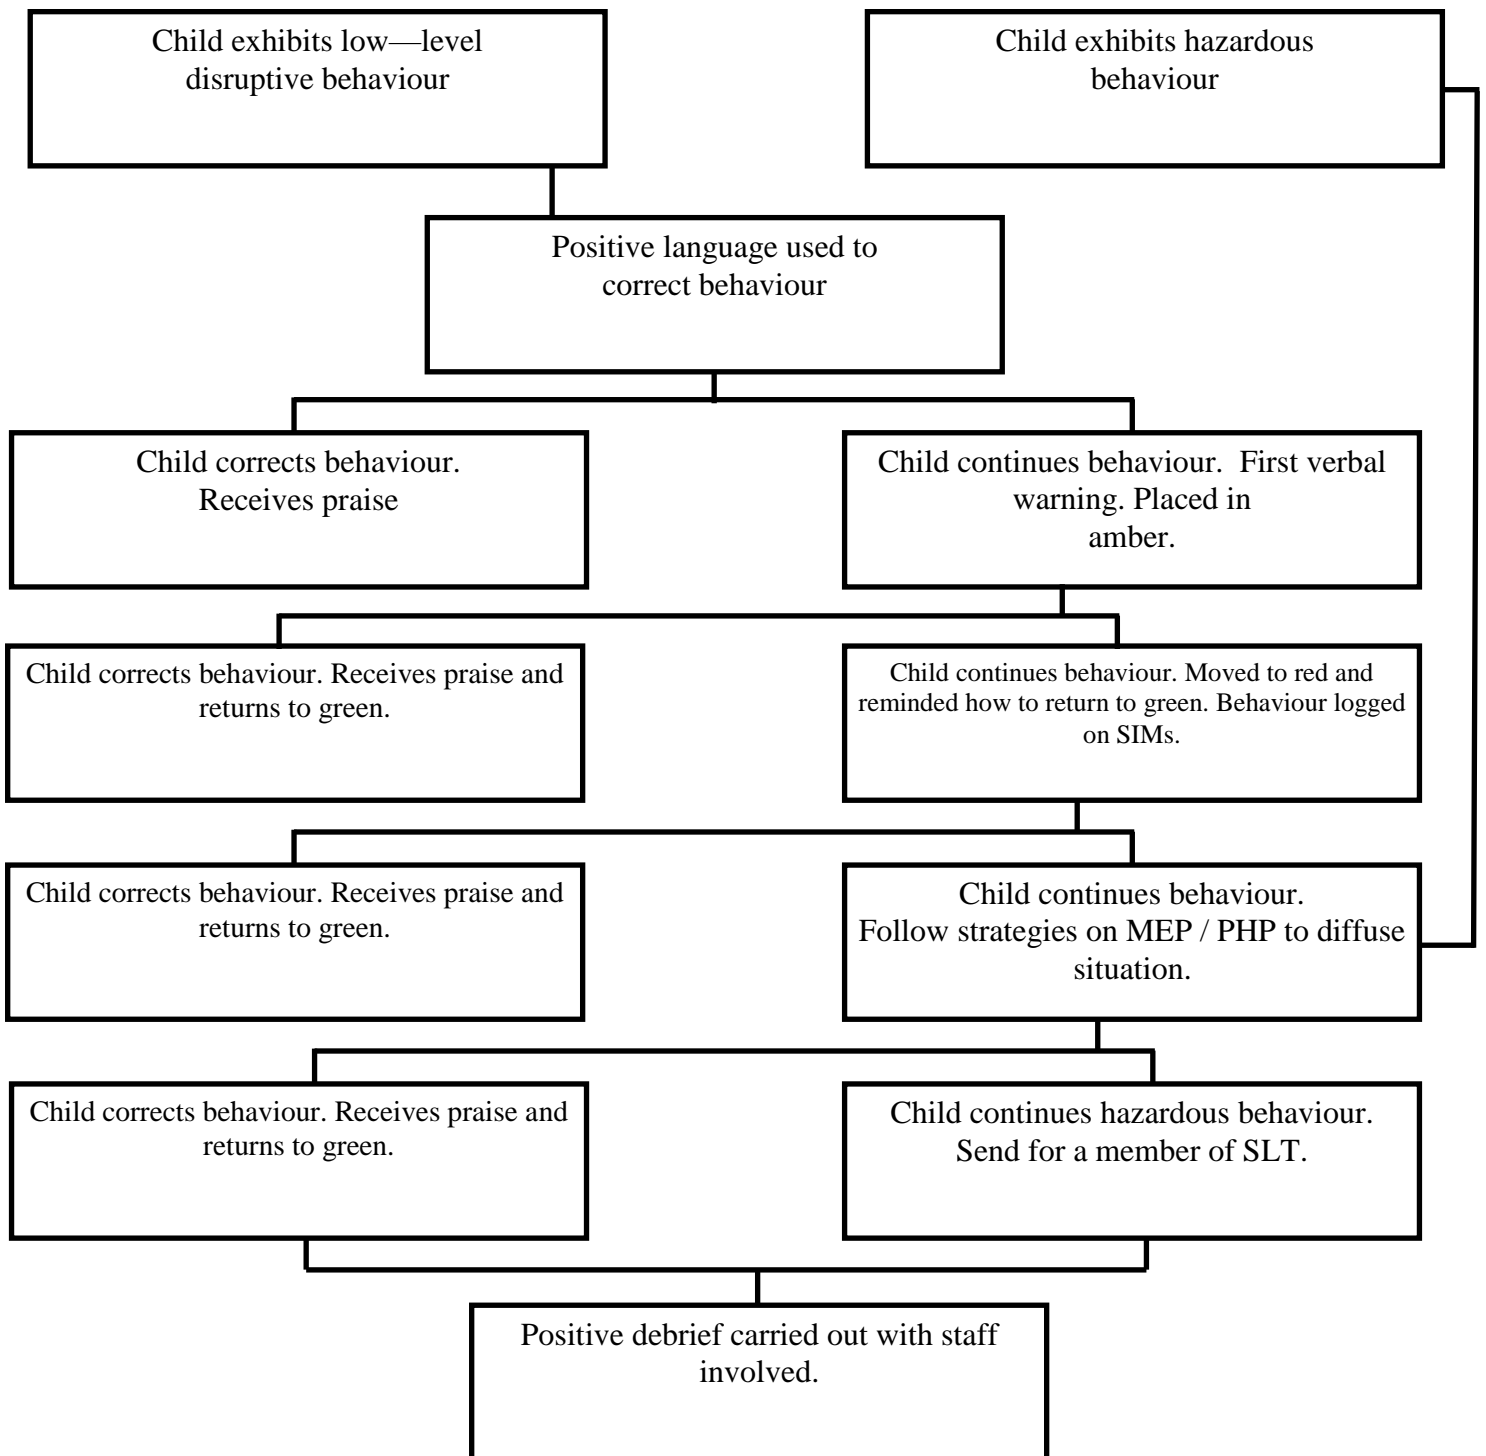 Child exhibits low—level
disruptive behaviour
Child exhibits hazardous
behaviour
Positive language used to
correct behaviour
Child corrects behaviour.
Receives praise
Child continues behaviour.  First verbal
warning. Placed in
amber.
Child corrects behaviour. Receives praise and
returns to green.
Child continues behaviour. Moved to red and
reminded how to return to green. Behaviour logged
on SIMs.
Child corrects behaviour. Receives praise and
returns to green.
Child continues behaviour.
Follow strategies on MEP / PHP to diffuse
situation.
Child corrects behaviour. Receives praise and
returns to green.
Child continues hazardous behaviour.
Send for a member of SLT.
Positive debrief carried out with staff
involved.